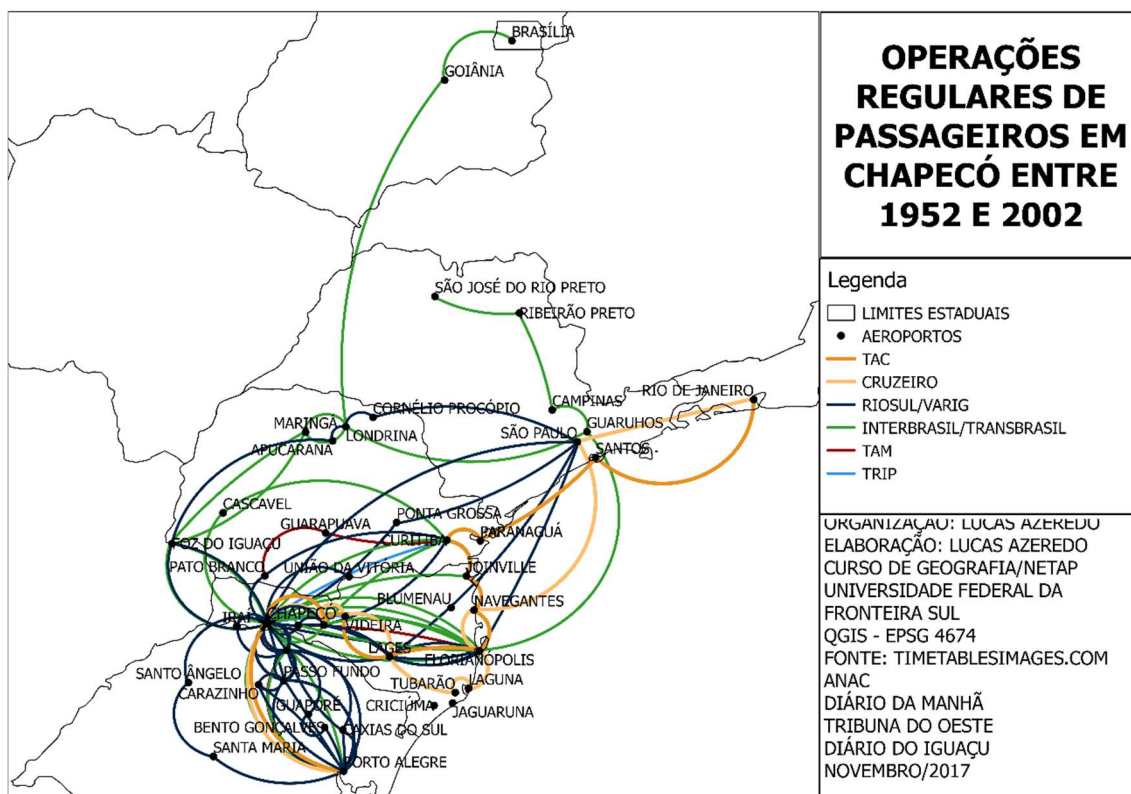 BRASÍLIA
GOIÂNIA
SÃO JOSÉ DO RIO PRETO
RIBEIRÃO PRETO
CAMPINAS
RIO DE JANEIRO
CORNÉLIO PROCÓPIO
MARINGÁ
GUARUHOS
LONDRINA
SÃO PAULO
APUCARANA
SANTOS
CASCAVEL
PONTA GROSSA
GUARAPUAVA
PARANAGUÁ
CURITIBA
FOZ DO IGUAÇU
PATO BRANCO
UNIÃO DA VITÓRIA
JOINVILLE
BLUMENAU
NAVEGANTES
IRAÍ
CHAPECÓ
VIDEIRA
LAGES
FLORIANÓPOLIS
SANTO ÂNGELO
PASSO FUNDO
LAGUNA
CARAZINHO
TUBARÃO
IGUAPORÉ
CRICIÚMA
JAGUARUNA
BENTO GONÇALVES
CAXIAS DO SUL
SANTA MARIA
PORTO ALEGRE
OPERAÇÕES
REGULARES DE
PASSAGEIROS EM
CHAPECÓ ENTRE
1952 E 2002
Legenda
LIMITES ESTADUAIS
AEROPORTOS
TAC
CRUZEIRO
RIOSUL/VARIG
INTERBRASIL/TRANSBRASIL
TAM
TRIP
ORGANIZAÇÃO: LUCAS AZEREDO
ELABORAÇÃO: LUCAS AZEREDO
CURSO DE GEOGRAFIA/NETAP
UNIVERSIDADE FEDERAL DA
FRONTEIRA SUL
QGIS - EPSG 4674
FONTE: TIMETABLESIMAGES.COM
ANAC
DIÁRIO DA MANHÃ
TRIBUNA DO OESTE
DIÁRIO DO IGUAÇU
NOVEMBRO/2017